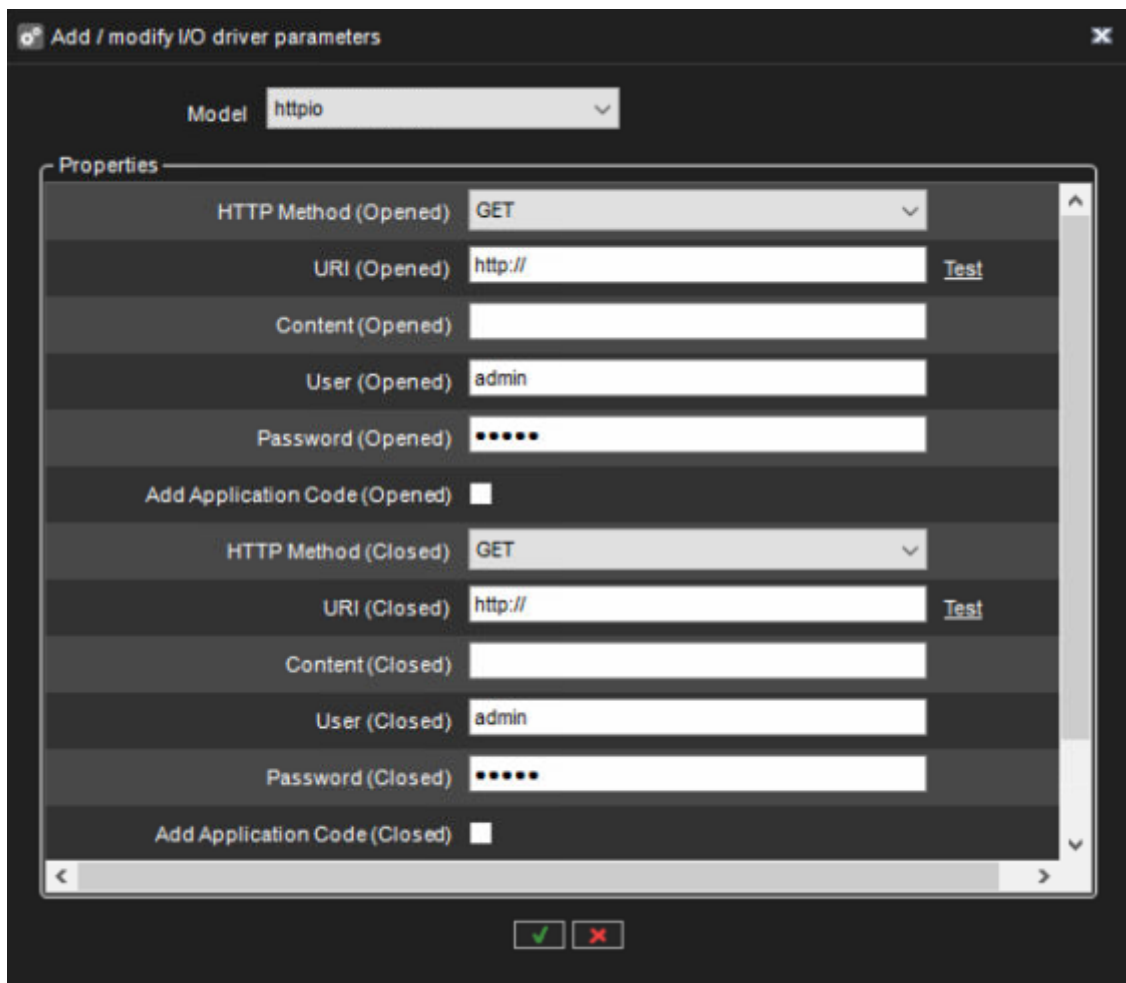 Add / modify I/O driver parameters
Model httpio
Properties
HTTP Method (Opened) GET
URI (Opened) http:// Test
Content (Opened)
User (Opened) admin
Password (Opened) •••••
Add Application Code (Opened)
HTTP Method (Closed) GET
URI (Closed) http:// Test
Content (Closed)
User (Closed) admin
Password (Closed) •••••
Add Application Code (Closed)